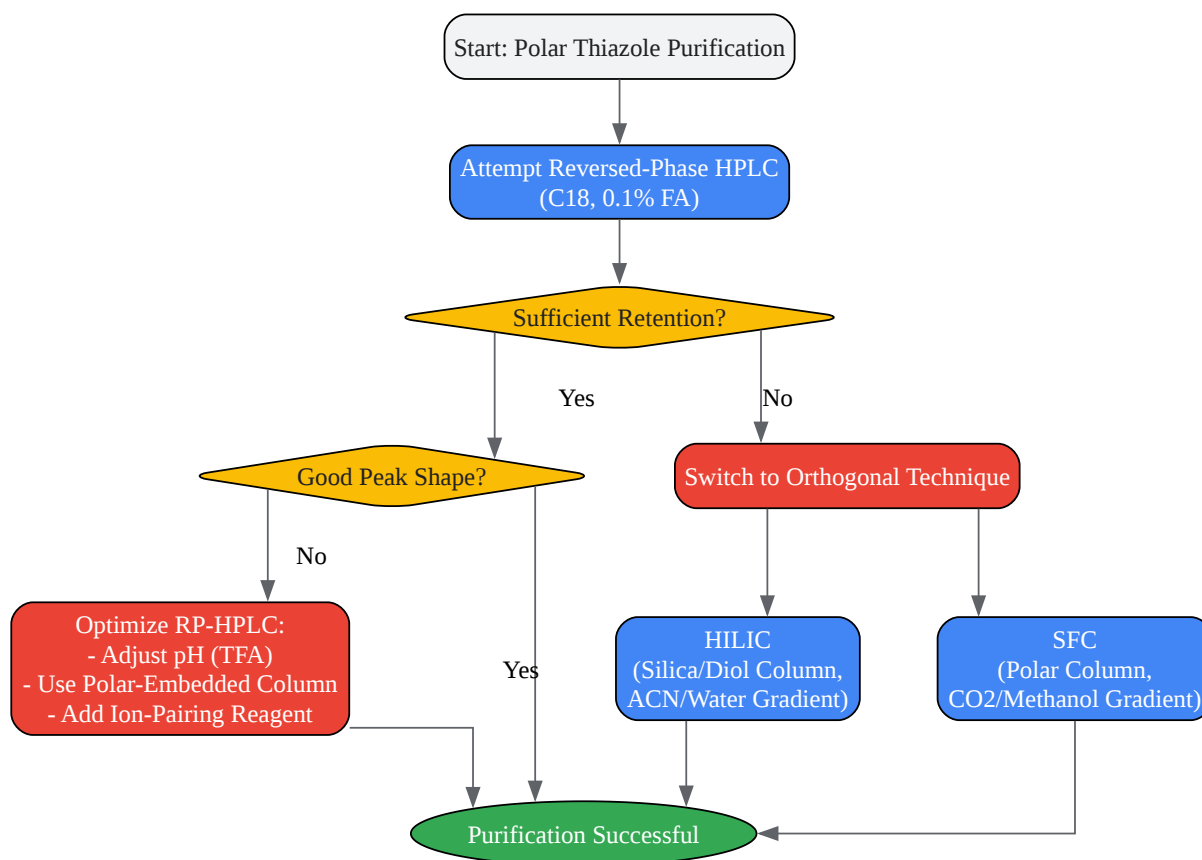 Start: Polar Thiazole Purification
Attempt Reversed-Phase HPLC
(C18, 0.1% FA)
Sufficient Retention?
Yes
No
Good Peak Shape?
Switch to Orthogonal Technique
No
Optimize RP-HPLC:
- Adjust pH (TFA)
- Use Polar-Embedded Column
- Add Ion-Pairing Reagent
Yes
HILIC
(Silica/Diol Column,
ACN/Water Gradient)
SFC
(Polar Column,
CO2/Methanol Gradient)
Purification Successful